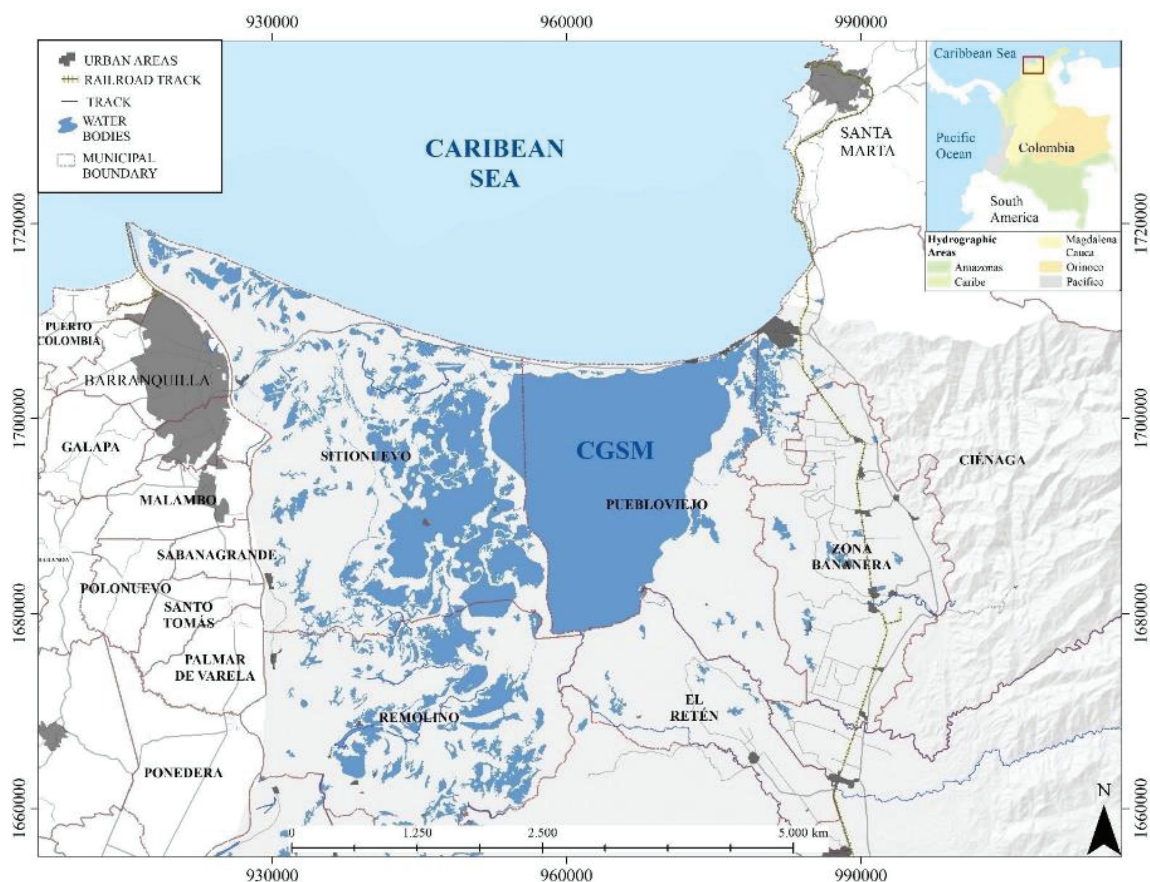 930000
960000
990000
URBAN AREAS
RAILROAD TRACK
TRACK
WATER
BODIES
MUNICIPAL
BOUNDARY
CARIBEAN
SEA
SANTA
MARTA
Caribbean Sea
Pacific
Ocean
Colombia
South
America
Hydrographic
Areas
Amazonas
Caribe
Magdalena
Cauca
Orinoco
Pacifico
1720000
1720000
PUERTO
COLOMBIA
BARRANQUILLA
1700000
1700000
GALAPA
SITIONUEVO
CGSM
CIÉNAGA
MALAMBO
PUEBLOVIEJO
SABANAGRANDE
ZONA
BANANERA
POLONUEVO
SANTO
TOMÁS
1680000
1680000
PALMAR
DE VARELA
REMOLINO
EL
RETÉN
PONEDERA
1660000
1660000
N
0
1.250
2.500
5.000 km
930000
960000
990000